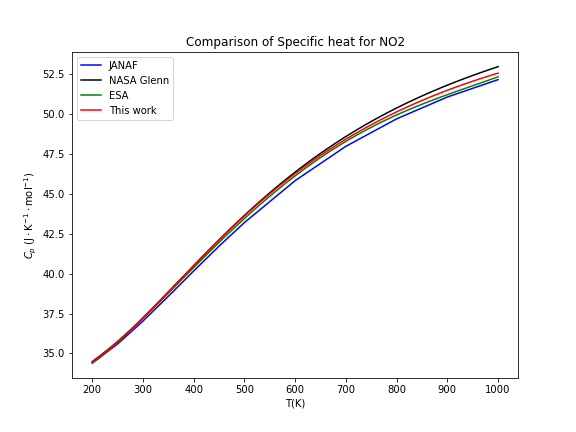 Comparison of Specific heat for NO2
JANAF
NASA Glenn
ESA
This work
52.5
50.0
47.5
45.0
42.5
40.0
37.5
35.0
C_p (J · K⁻¹ · mol⁻¹)
200 300 400 500 600 700 800 900 1000
T(K)